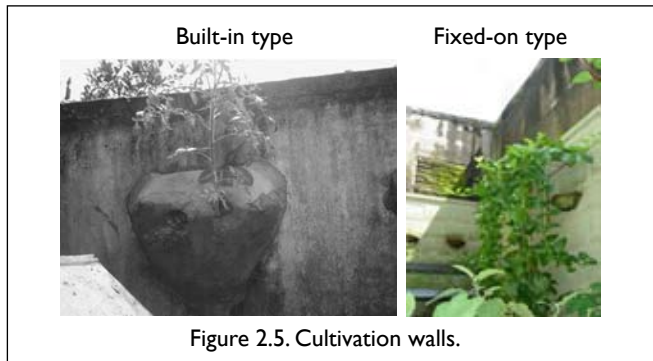 Built-in type Fixed-on type
Figure 2.5. Cultivation walls.